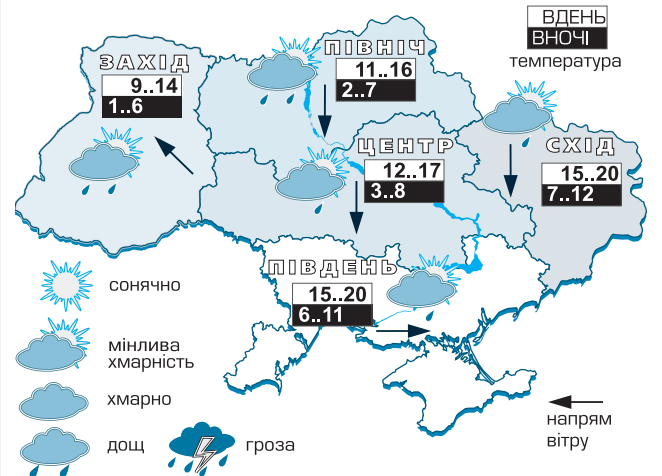 ВДЕНЬ
ВНОЧІ
температура
ЗАХІД
9..14
1..6
ПІВНІЧ
11..16
2..7
ЦЕНТР
12..17
3..8
СХІД
15..20
7..12
ПІВДЕНЬ
15..20
6..11
сонячно
мінлива
хмарність
хмарно
дощ
гроза
напрям
вітру